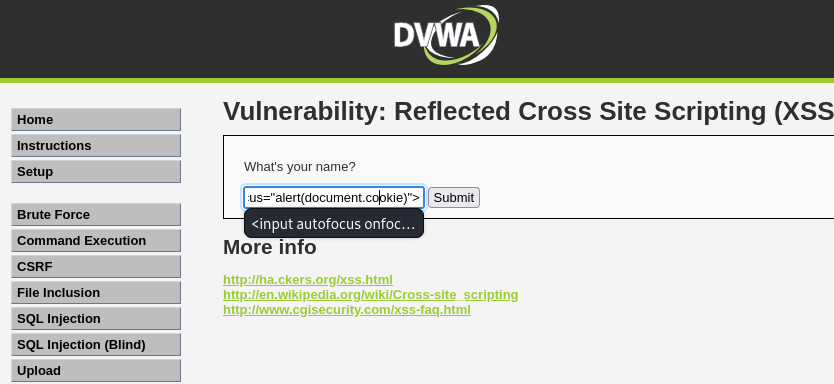 DVWA
Home
Instructions
Setup
Brute Force
Command Execution
CSRF
File Inclusion
SQL Injection
SQL Injection (Blind)
Upload
Vulnerability: Reflected Cross Site Scripting (XSS
What's your name?
us="alert(document.cookie)"> Submit
<input autofocus onfoc...
More info
http://ha.ckers.org/xss.html
http://en.wikipedia.org/wiki/Cross-site_scripting
http://www.cgisecurity.com/xss-faq.html